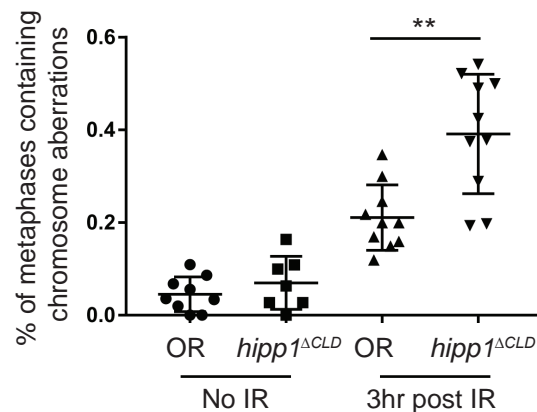 % of metaphases containing
chromosome aberrations
**
0.6
0.4
0.2
0.0
OR hipp1ΔCLD OR hipp1ΔCLD
No IR 3hr post IR